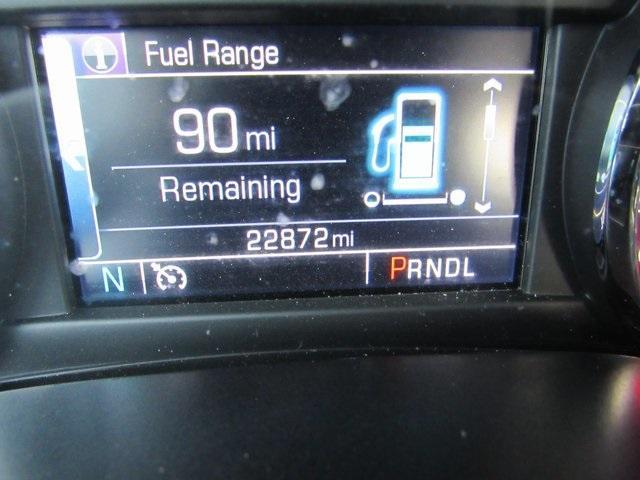 Fuel Range
90 mi
Remaining
22872 mi
N PRNDL